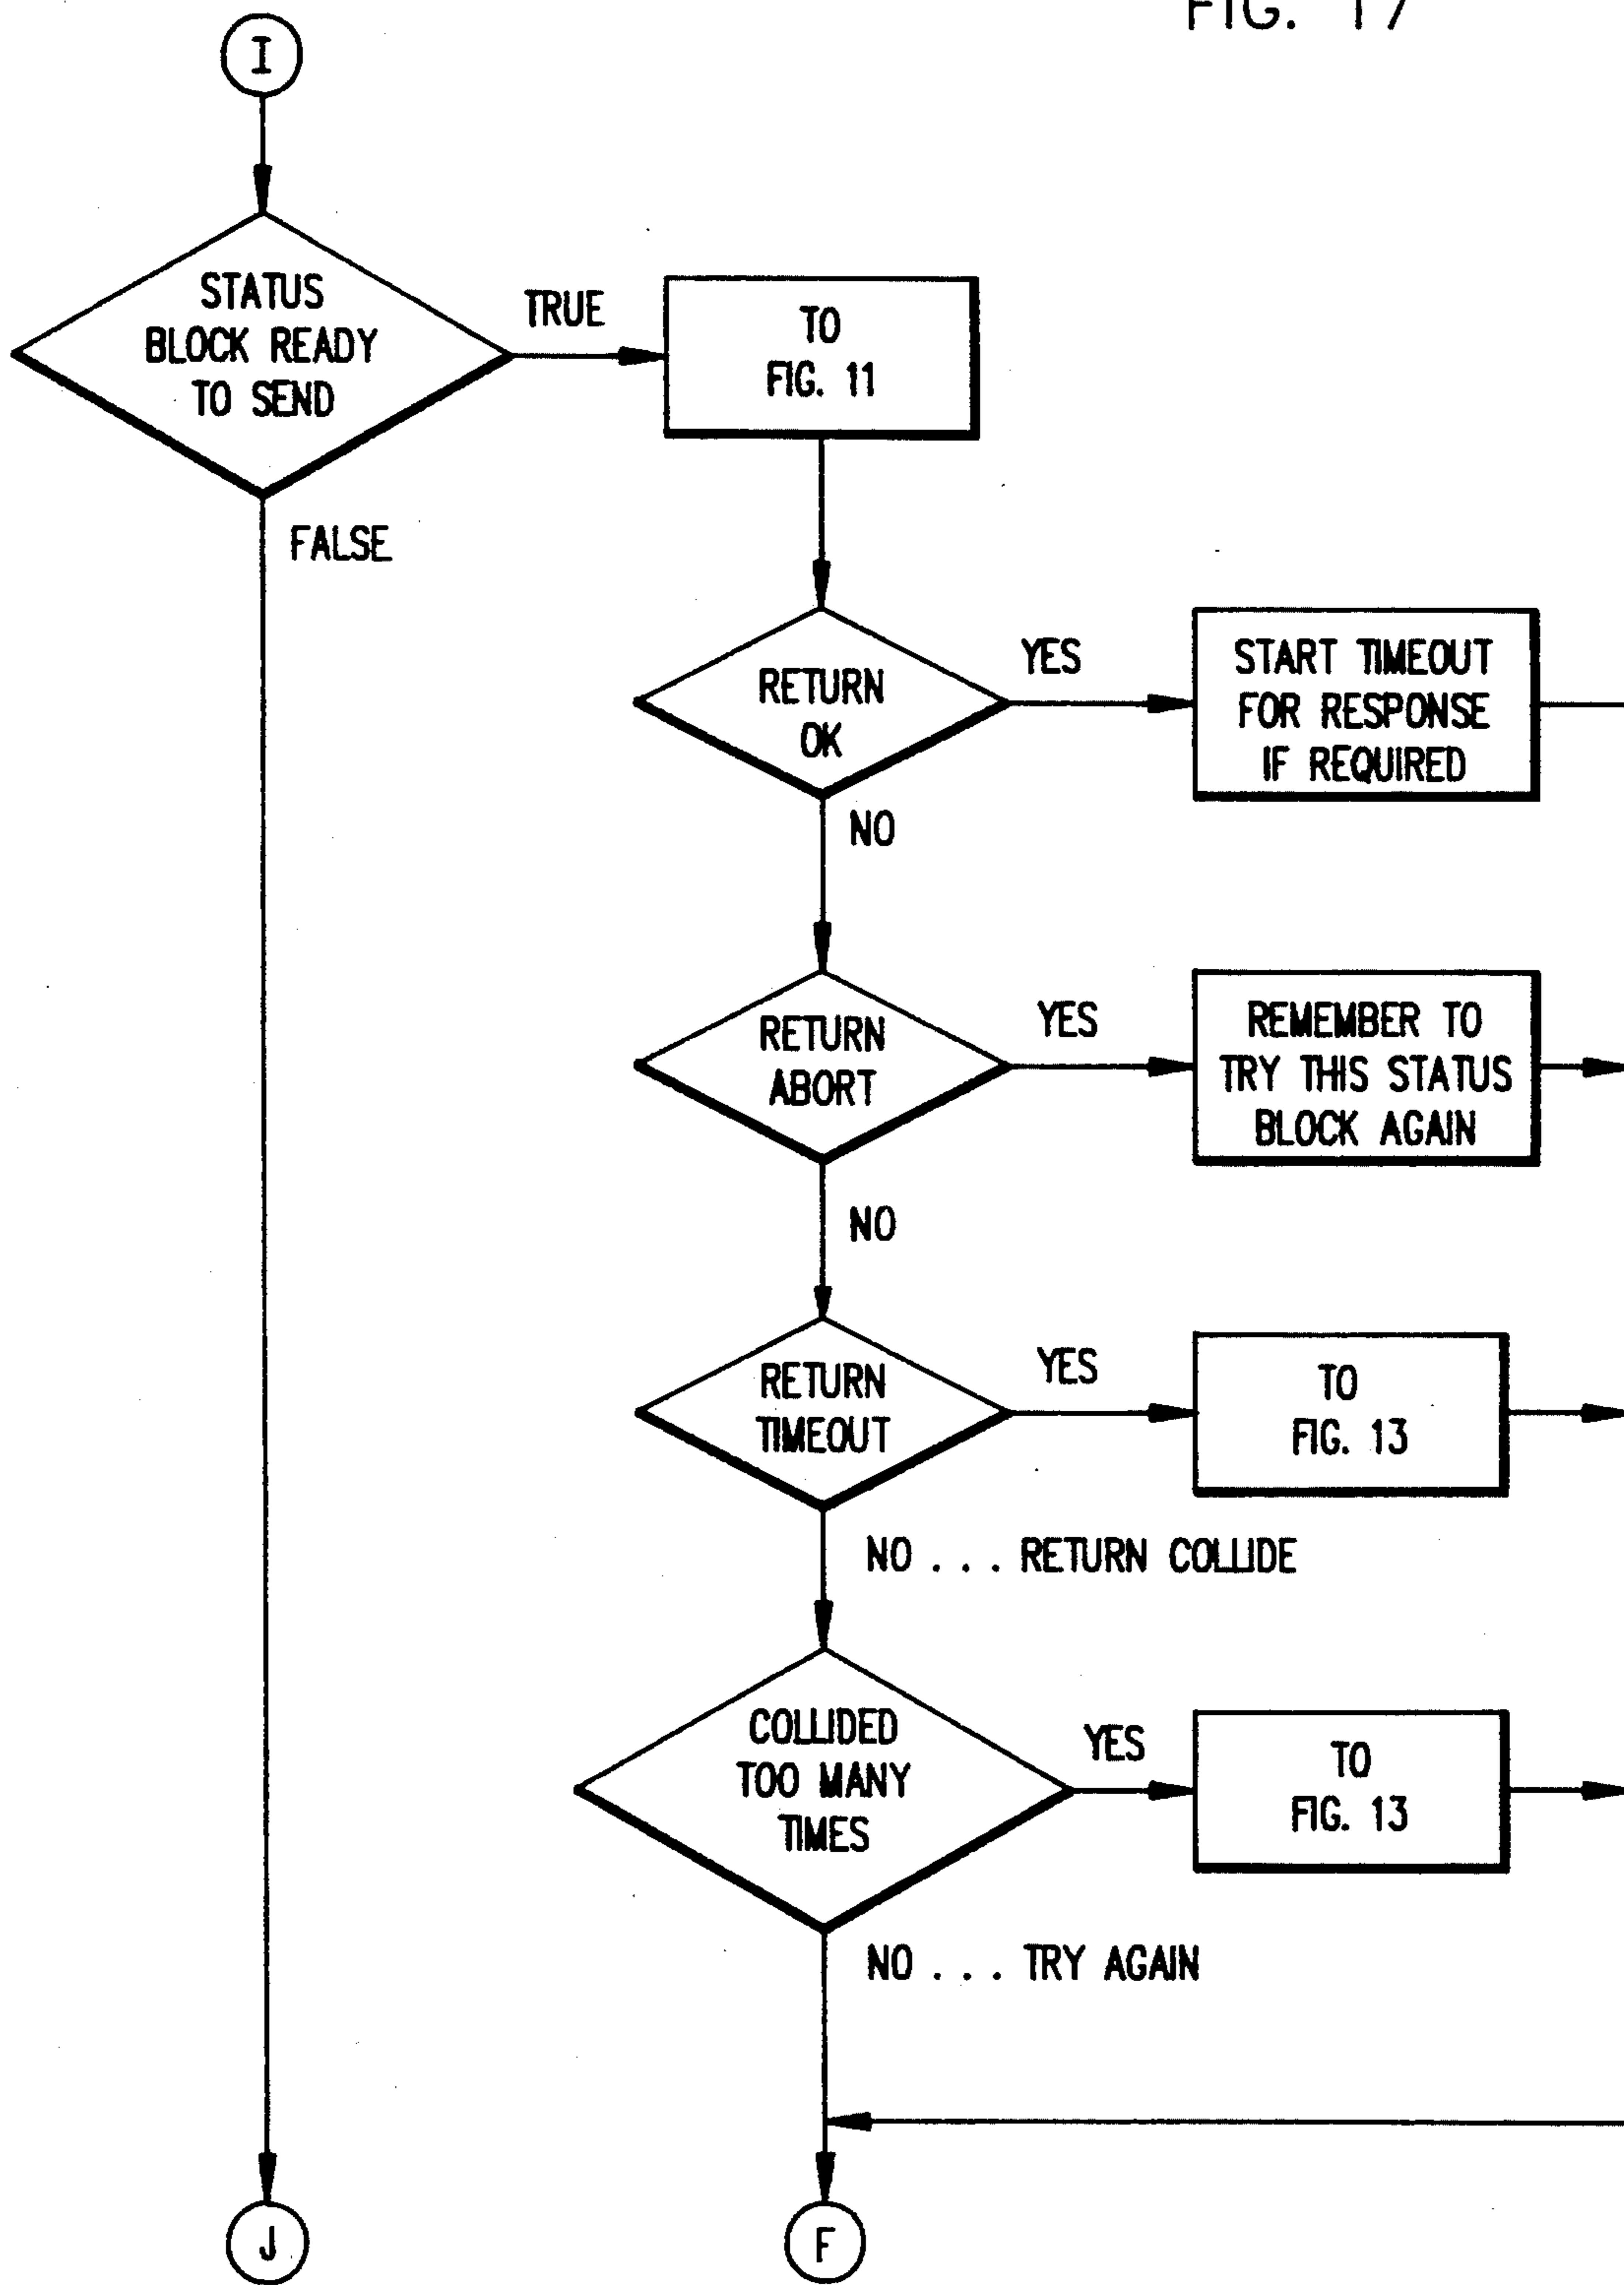 FIG. 17
I
STATUS
BLOCK READY
TO SEND
TRUE
TO
FIG. 11
FALSE
RETURN
OK
YES
START TIMEOUT
FOR RESPONSE
IF REQUIRED
NO
RETURN
ABORT
YES
REMEMBER TO
TRY THIS STATUS
BLOCK AGAIN
NO
RETURN
TIMEOUT
YES
TO
FIG. 13
NO . . . RETURN COLLIDE
COLLIDED
TOO MANY
TIMES
YES
TO
FIG. 13
NO . . . TRY AGAIN
J
F